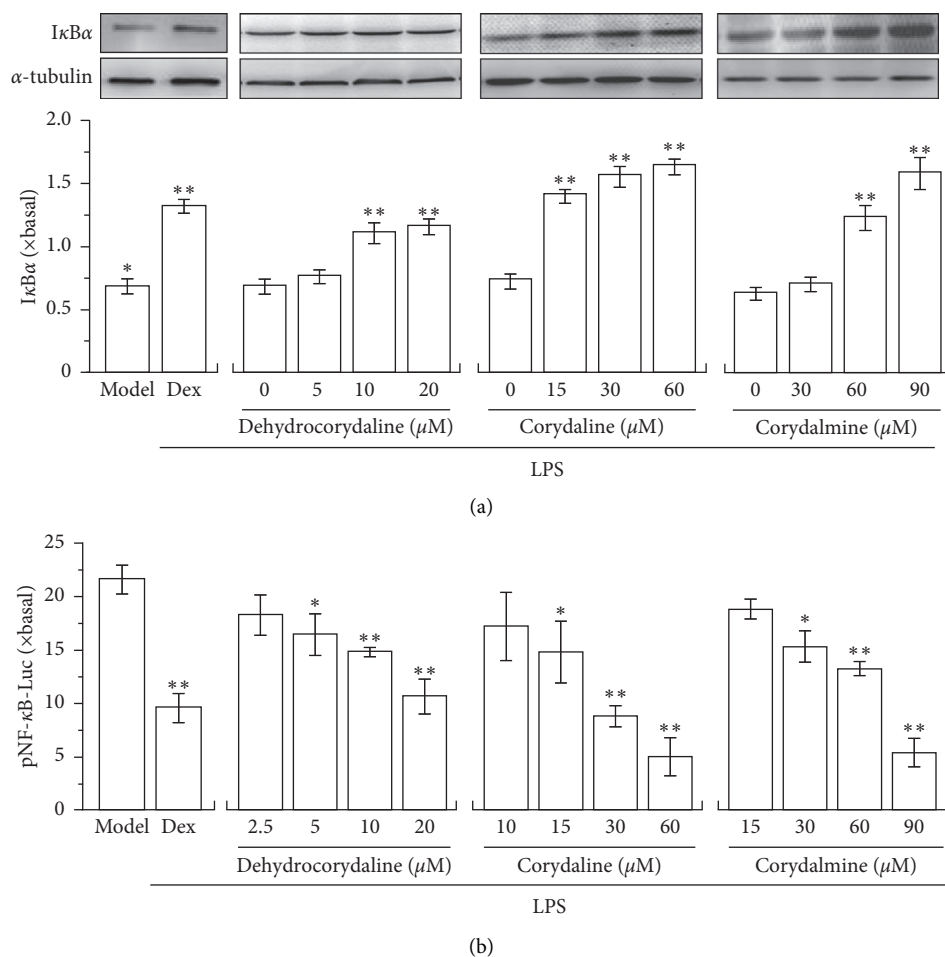 IκBα
α-tubulin
IκBα (×basal)
2.0
1.5
1.0
0.5
0
*
**
**
**
**
**
**
**
**
Model Dex 0 5 10 20 0 15 30 60 0 30 60 90
Dehydrocorydaline (μM) Corydaline (μM) Corydalmine (μM)
LPS
(a)
pNF-κB-Luc (×basal)
25
20
15
10
5
0
**
*
**
**
*
**
**
*
**
**
Model Dex 2.5 5 10 20 10 15 30 60 15 30 60 90
Dehydrocorydaline (μM) Corydaline (μM) Corydalmine (μM)
LPS
(b)